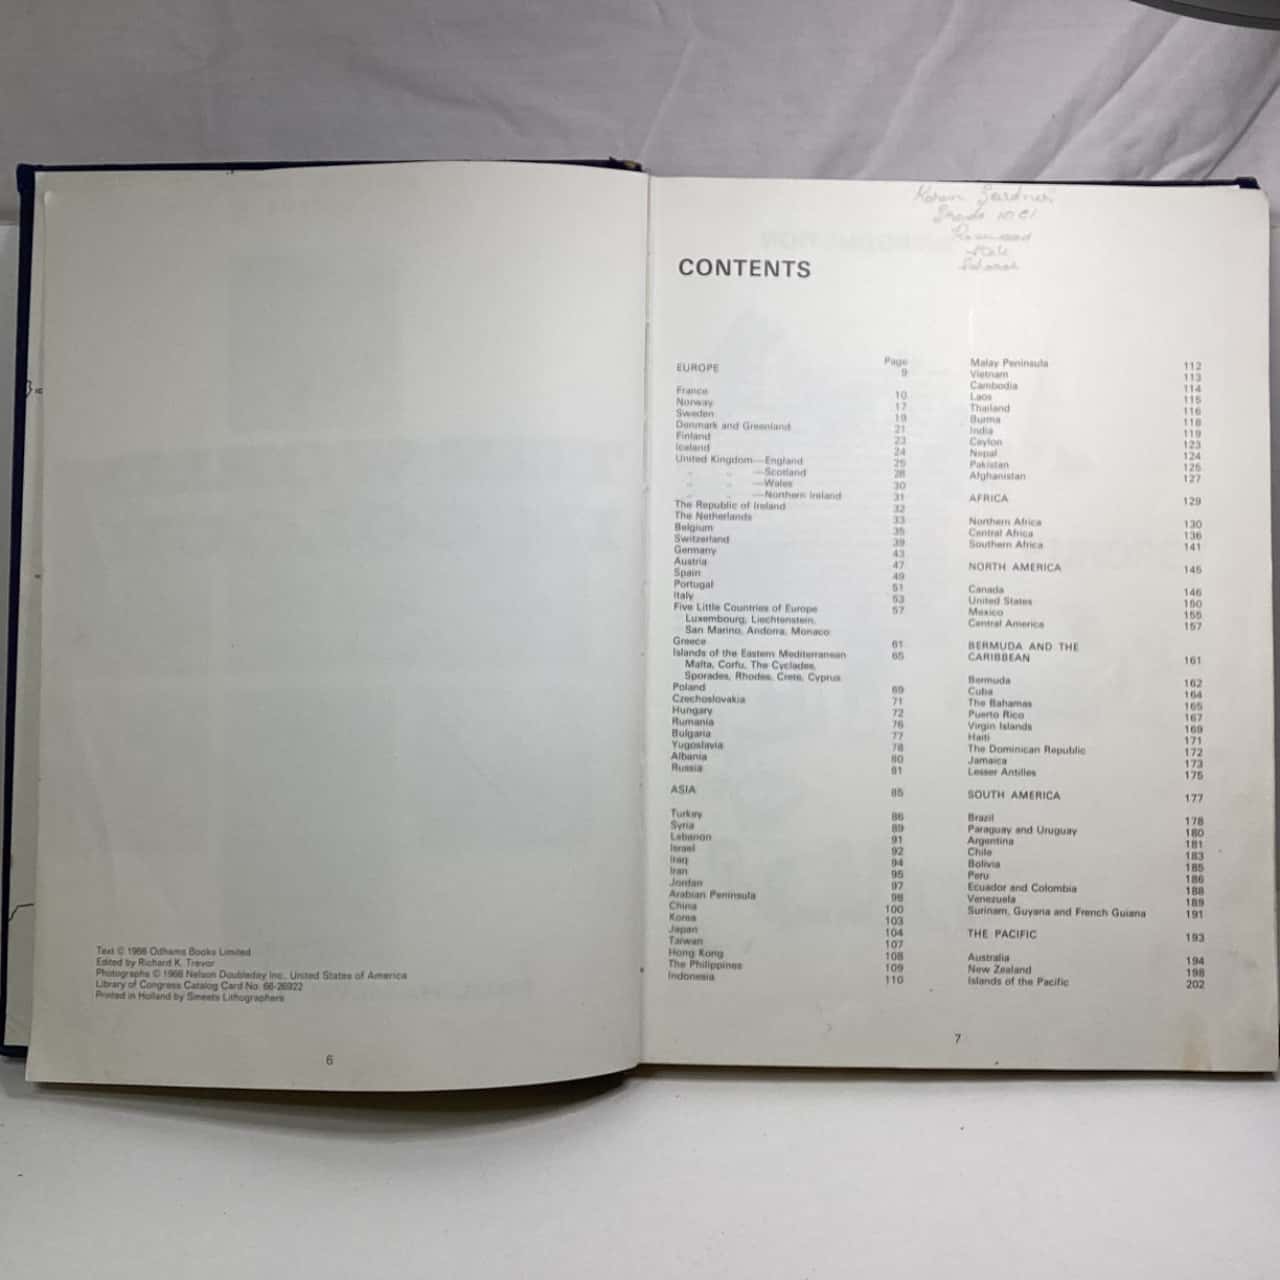 Text © 1966 Odhams Books Limited
Edited by Richard K. Trevor
Photographs © 1966 Nelson Doubleday Inc. United States of America
Library of Congress Catalog Card No. 66-26922
Printed in Holland by Smeets Lithographers
6
CONTENTS
Page
EUROPE 9
France 10
Norway 17
Sweden 19
Denmark and Greenland 21
Finland 23
Iceland 24
United Kingdom—England 25
" " —Scotland 28
" " —Wales 30
" " —Northern Ireland 31
The Republic of Ireland 32
The Netherlands 33
Belgium 35
Switzerland 39
Germany 43
Austria 47
Spain 49
Portugal 51
Italy 53
Five Little Countries of Europe 57
Luxembourg, Liechtenstein,
San Marino, Andorra, Monaco
Greece 61
Islands of the Eastern Mediterranean 65
Malta, Corfu, The Cyclades,
Sporades, Rhodes, Crete, Cyprus
Poland 69
Czechoslovakia 71
Hungary 72
Rumania 76
Bulgaria 77
Yugoslavia 78
Albania 80
Russia 81
ASIA 85
Turkey 86
Syria 89
Lebanon 91
Israel 92
Iraq 94
Iran 95
Jordan 97
Arabian Peninsula 98
China 100
Korea 103
Japan 104
Taiwan 107
Hong Kong 108
The Philippines 109
Indonesia 110
Malay Peninsula 112
Vietnam 113
Cambodia 114
Laos 115
Thailand 116
Burma 118
India 119
Ceylon 123
Nepal 124
Pakistan 125
Afghanistan 127
AFRICA 129
Northern Africa 130
Central Africa 136
Southern Africa 141
NORTH AMERICA 145
Canada 146
United States 150
Mexico 155
Central America 157
BERMUDA AND THE
CARIBBEAN 161
Bermuda 162
Cuba 164
The Bahamas 165
Puerto Rico 167
Virgin Islands 169
Haiti 171
The Dominican Republic 172
Jamaica 173
Lesser Antilles 175
SOUTH AMERICA 177
Brazil 178
Paraguay and Uruguay 180
Argentina 181
Chile 183
Bolivia 185
Peru 186
Ecuador and Colombia 188
Venezuela 189
Surinam, Guyana and French Guiana 191
THE PACIFIC 193
Australia 194
New Zealand 198
Islands of the Pacific 202
7